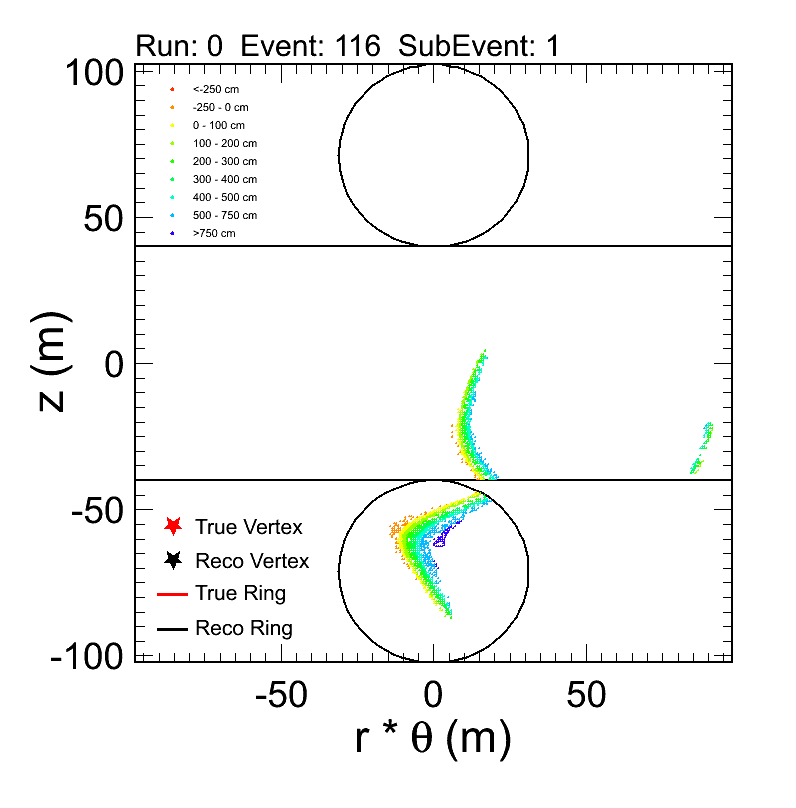 Run: 0 Event: 116 SubEvent: 1
100
<-250 cm
-250 - 0 cm
0 - 100 cm
100 - 200 cm
200 - 300 cm
300 - 400 cm
400 - 500 cm
500 - 750 cm
>750 cm
50
z (m)
0
-50
True Vertex
Reco Vertex
True Ring
Reco Ring
-100
-50 0 50
r * θ (m)